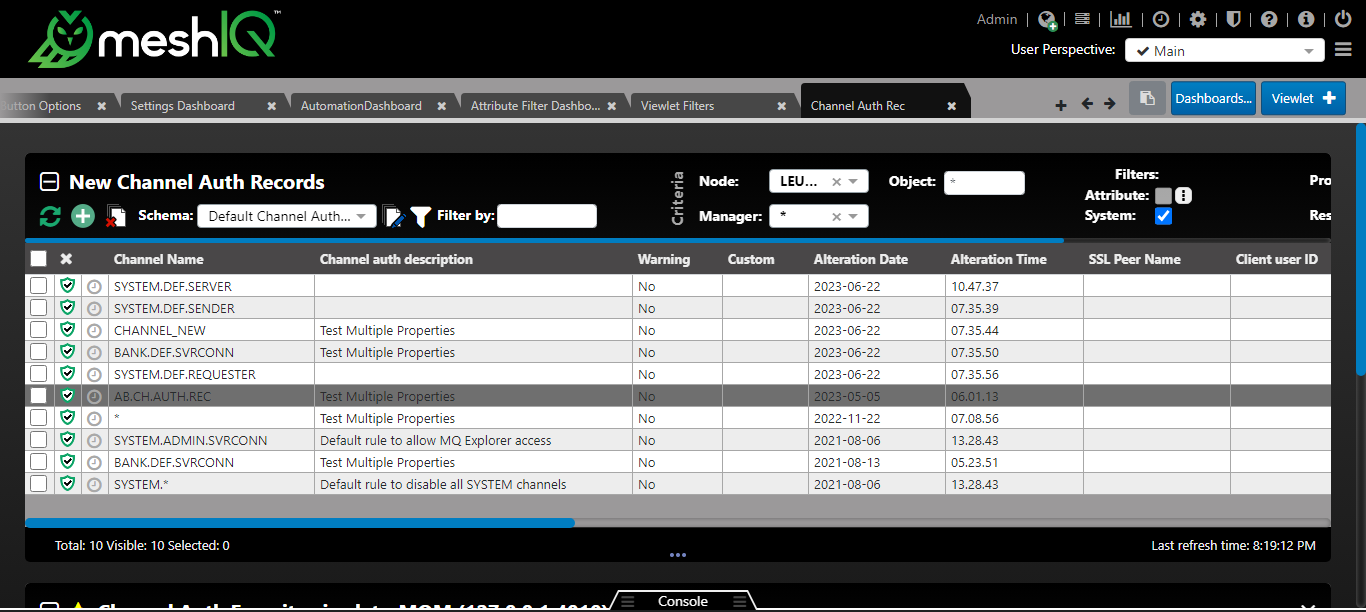 meshIQ™
Admin
User Perspective: Main
utton Options
Settings Dashboard
AutomationDashboard
Attribute Filter Dashbo...
Viewlet Filters
Channel Auth Rec
Dashboards...
Viewlet
New Channel Auth Records
Criteria
Node: LEU...
Object: *
Filters:
Attribute:
System:
Pro
Schema: Default Channel Auth...
Filter by:
Manager: *
Res
Channel Name Channel auth description Warning Custom Alteration Date Alteration Time SSL Peer Name Client user ID
SYSTEM.DEF.SERVER No 2023-06-22 10.47.37
SYSTEM.DEF.SENDER No 2023-06-22 07.35.39
CHANNEL_NEW Test Multiple Properties No 2023-06-22 07.35.44
BANK.DEF.SVRCONN Test Multiple Properties No 2023-06-22 07.35.50
SYSTEM.DEF.REQUESTER No 2023-06-22 07.35.56
AB.CH.AUTH.REC Test Multiple Properties No 2023-05-05 06.01.13
* Test Multiple Properties No 2022-11-22 07.08.56
SYSTEM.ADMIN.SVRCONN Default rule to allow MQ Explorer access No 2021-08-06 13.28.43
BANK.DEF.SVRCONN Test Multiple Properties No 2021-08-13 05.23.51
SYSTEM.* Default rule to disable all SYSTEM channels No 2021-08-06 13.28.43
Total: 10 Visible: 10 Selected: 0
Last refresh time: 8:19:12 PM
Console